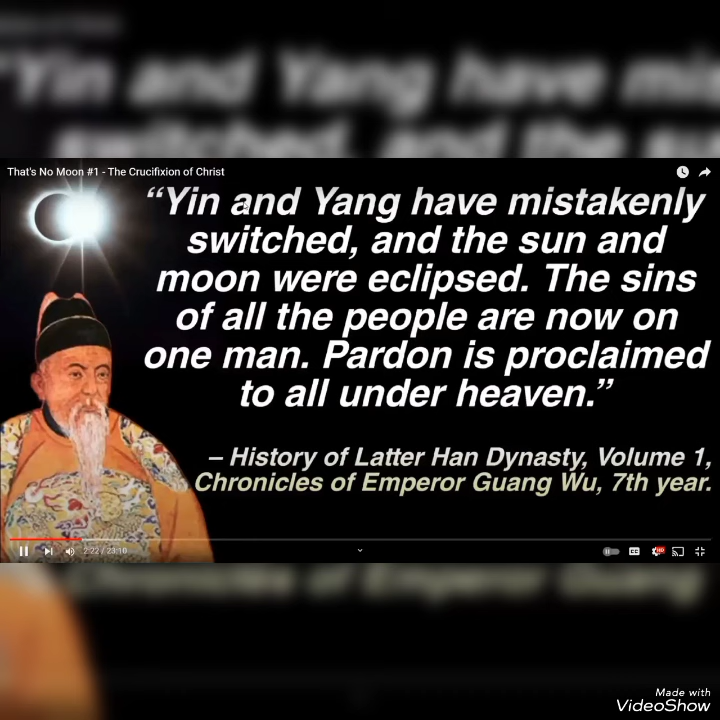 That's No Moon #1 - The Crucifixion of Christ
“Yin and Yang have mistakenly
switched, and the sun and
moon were eclipsed. The sins
of all the people are now on
one man. Pardon is proclaimed
to all under heaven.”
– History of Latter Han Dynasty, Volume 1,
Chronicles of Emperor Guang Wu, 7th year.
2:22 / 23:10
CC
HD
Made with
VideoShow